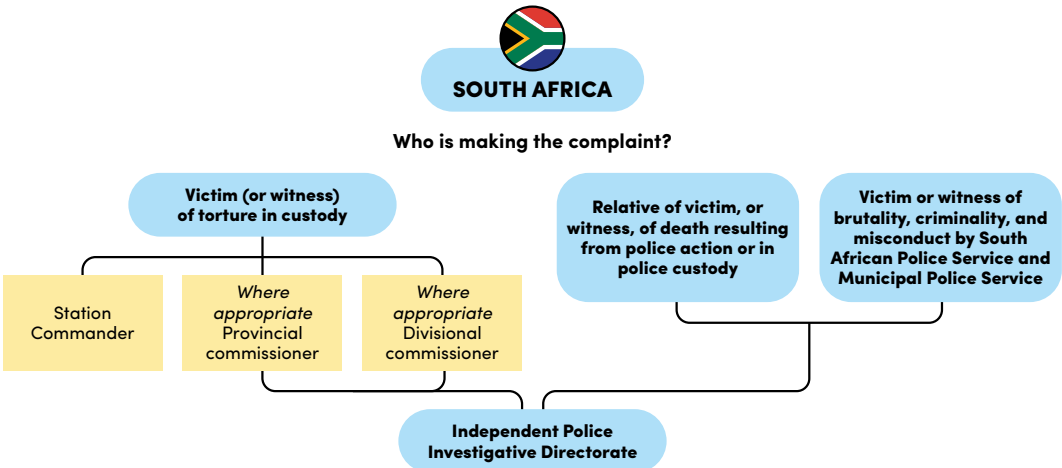 SOUTH AFRICA
Who is making the complaint?
Victim (or witness)
of torture in custody
Relative of victim, or
witness, of death resulting
from police action or in
police custody
Victim or witness of
brutality, criminality, and
misconduct by South
African Police Service and
Municipal Police Service
Station
Commander
Where
appropriate
Provincial
commissioner
Where
appropriate
Divisional
commissioner
Independent Police
Investigative Directorate